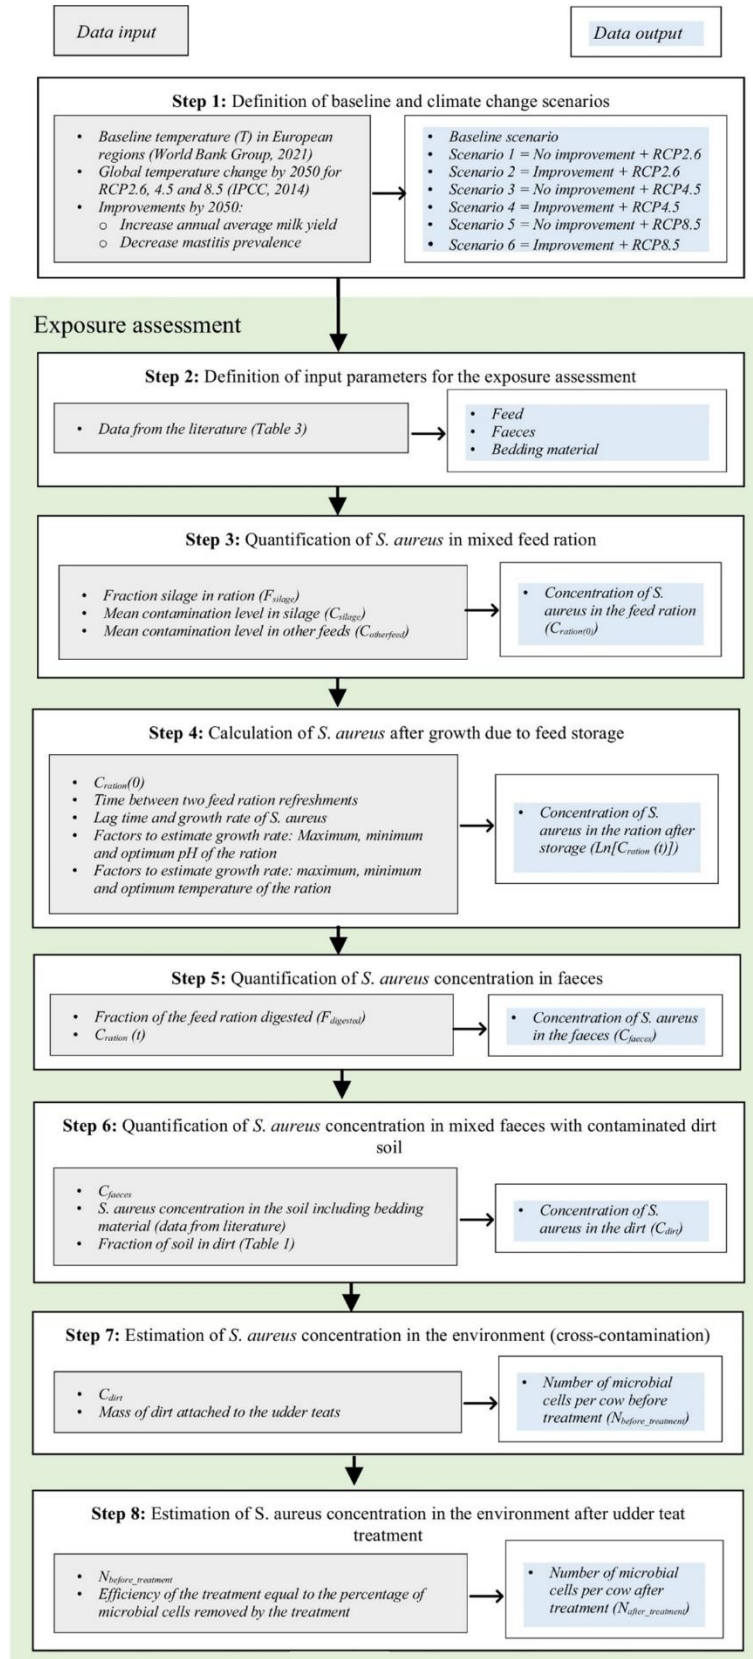 Data input
Data output
Step 1: Definition of baseline and climate change scenarios
• Baseline temperature (T) in European
regions (World Bank Group, 2021)
• Global temperature change by 2050 for
RCP2.6, 4.5 and 8.5 (IPCC, 2014)
• Improvements by 2050:
o Increase annual average milk yield
o Decrease mastitis prevalence
• Baseline scenario
• Scenario 1 = No improvement + RCP2.6
• Scenario 2 = Improvement + RCP2.6
• Scenario 3 = No improvement + RCP4.5
• Scenario 4 = Improvement + RCP4.5
• Scenario 5 = No improvement + RCP8.5
• Scenario 6 = Improvement + RCP8.5
Exposure assessment
Step 2: Definition of input parameters for the exposure assessment
• Data from the literature (Table 3)
• Feed
• Faeces
• Bedding material
Step 3: Quantification of S. aureus in mixed feed ration
• Fraction silage in ration (Fsilage)
• Mean contamination level in silage (Csilage)
• Mean contamination level in other feeds (Cotherfeed)
• Concentration of S.
aureus in the feed ration
(Cration(0))
Step 4: Calculation of S. aureus after growth due to feed storage
• Cration(0)
• Time between two feed ration refreshments
• Lag time and growth rate of S. aureus
• Factors to estimate growth rate: Maximum, minimum
and optimum pH of the ration
• Factors to estimate growth rate: maximum, minimum
and optimum temperature of the ration
• Concentration of S.
aureus in the ration after
storage (Ln[Cration (t)])
Step 5: Quantification of S. aureus concentration in faeces
• Fraction of the feed ration digested (Fdigested)
• Cration (t)
• Concentration of S. aureus
in the faeces (Cfaeces)
Step 6: Quantification of S. aureus concentration in mixed faeces with contaminated dirt
soil
• Cfaeces
• S. aureus concentration in the soil including bedding
material (data from literature)
• Fraction of soil in dirt (Table 1)
• Concentration of S.
aureus in the dirt (Cdirt)
Step 7: Estimation of S. aureus concentration in the environment (cross-contamination)
• Cdirt
• Mass of dirt attached to the udder teats
• Number of microbial
cells per cow before
treatment (Nbefore_treatment)
Step 8: Estimation of S. aureus concentration in the environment after udder teat
treatment
• Nbefore_treatment
• Efficiency of the treatment equal to the percentage of
microbial cells removed by the treatment
• Number of microbial
cells per cow after
treatment (Nafter_treatment)